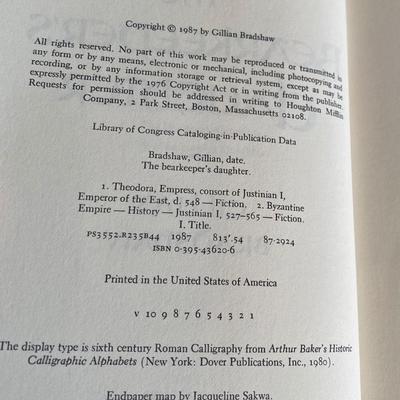 Copyright © 1987 by Gillian Bradshaw
All rights reserved. No part of this work may be reproduced or transmitted in
any form or by any means, electronic or mechanical, including photocopying and
recording, or by any information storage or retrieval system, except as may be
expressly permitted by the 1976 Copyright Act or in writing from the publisher.
Requests for permission should be addressed in writing to Houghton Mifflin
Company, 2 Park Street, Boston, Massachusetts 02108.
Library of Congress Cataloging-in-Publication Data
Bradshaw, Gillian, date.
The bearkeeper's daughter.
1. Theodora, Empress, consort of Justinian I,
Emperor of the East, d. 548 — Fiction. 2. Byzantine
Empire — History — Justinian I, 527–565 — Fiction.
I. Title.
PS3552.R235B44 1987 813'.54 87-2924
ISBN 0-395-43620-6
Printed in the United States of America
V 10 9 8 7 6 5 4 3 2 1
The display type is sixth century Roman Calligraphy from Arthur Baker's Historic
Calligraphic Alphabets (New York: Dover Publications, Inc., 1980).
Endpaper map by Jacqueline Sakwa.